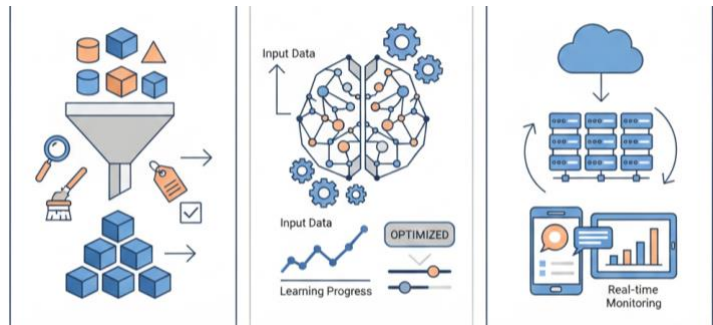 Input Data
Input Data
OPTIMIZED
Learning Progress
Real-time
Monitoring